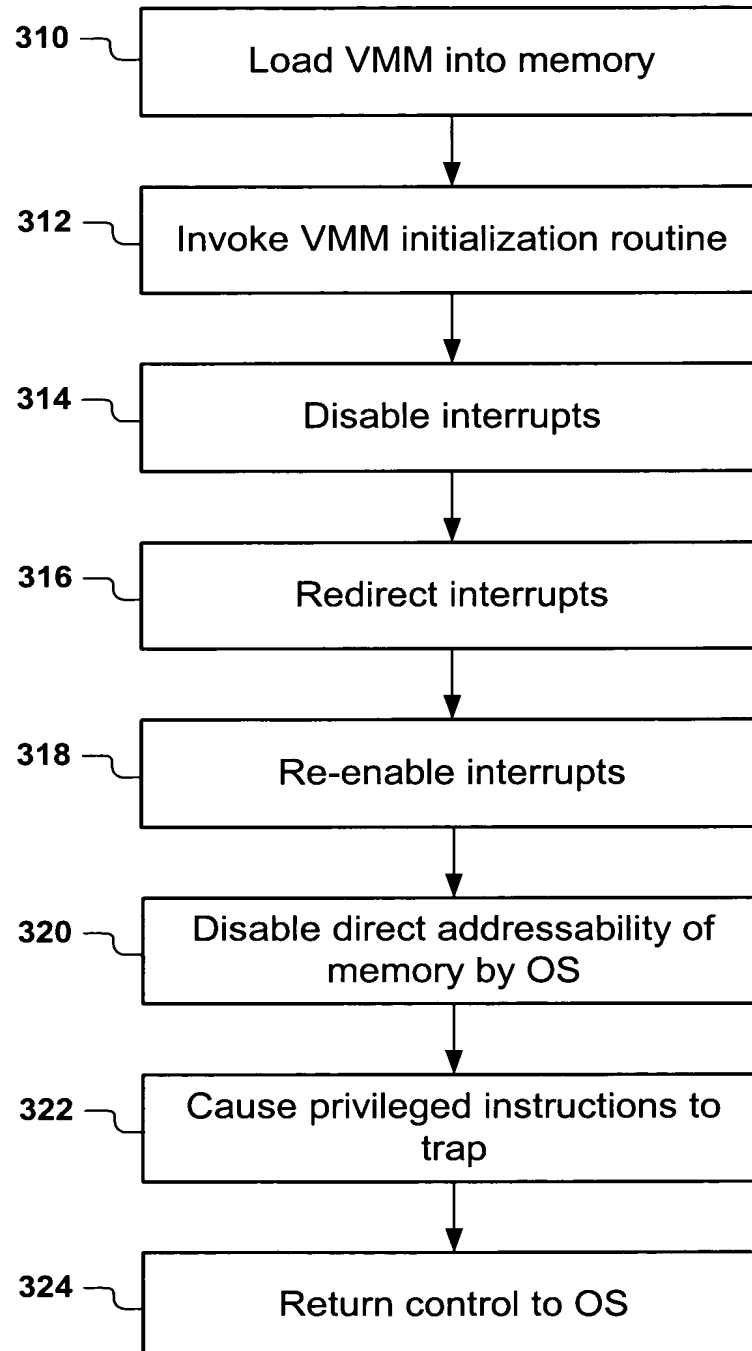 310
Load VMM into memory
312
Invoke VMM initialization routine
314
Disable interrupts
316
Redirect interrupts
318
Re-enable interrupts
320
Disable direct addressability of
memory by OS
322
Cause privileged instructions to
trap
324
Return control to OS